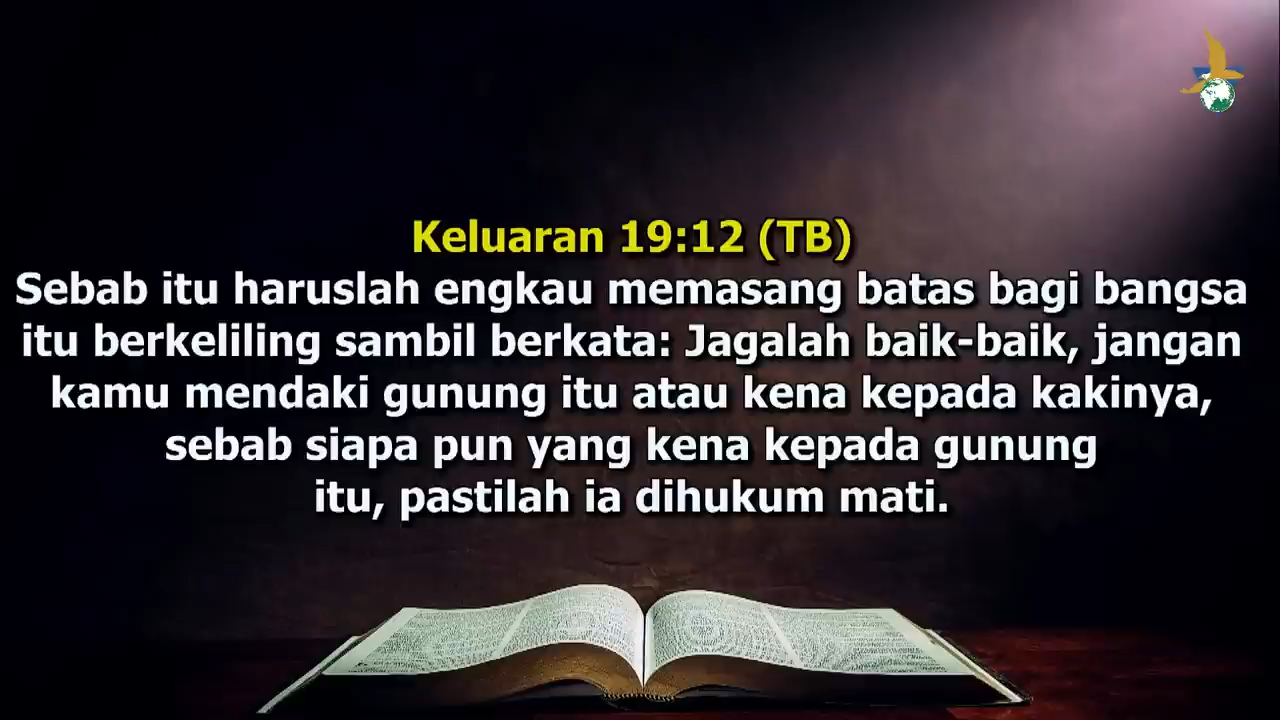 Keluaran 19:12 (TB)
Sebab itu haruslah engkau memasang batas bagi bangsa
itu berkeliling sambil berkata: Jagalah baik-baik, jangan
kamu mendaki gunung itu atau kena kepada kakinya,
sebab siapa pun yang kena kepada gunung
itu, pastilah ia dihukum mati.